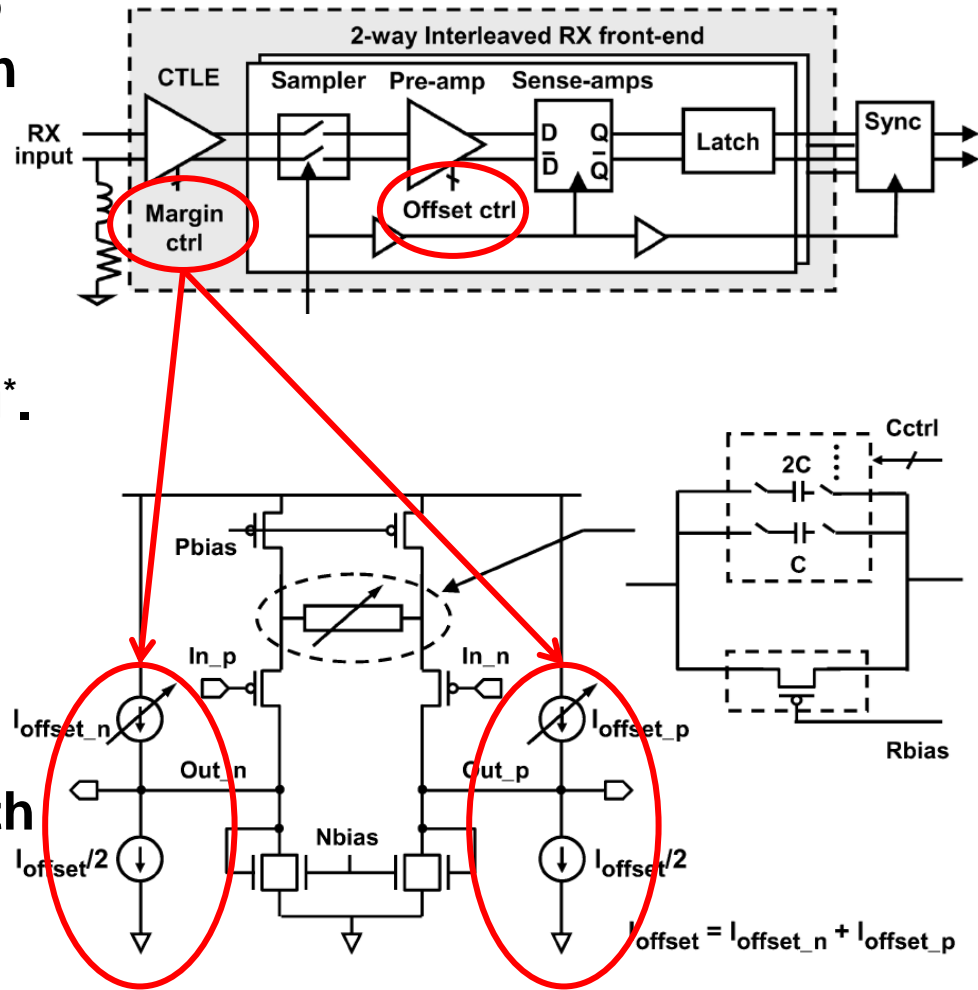 2-way Interleaved RX front-end
CTLE
Sampler
Pre-amp
Sense-amps
RX
input
D Q
D̅ Q̅
Latch
Sync
Margin
ctrl
Offset ctrl
*.
Cctrl
2C
C
Pbias
In_p
In_n
Rbias
Ioffset_n
Ioffset_p
Out_n
Out_p
th
Nbias
Ioffset/2
Ioffset/2
Ioffset = Ioffset_n + Ioffset_p